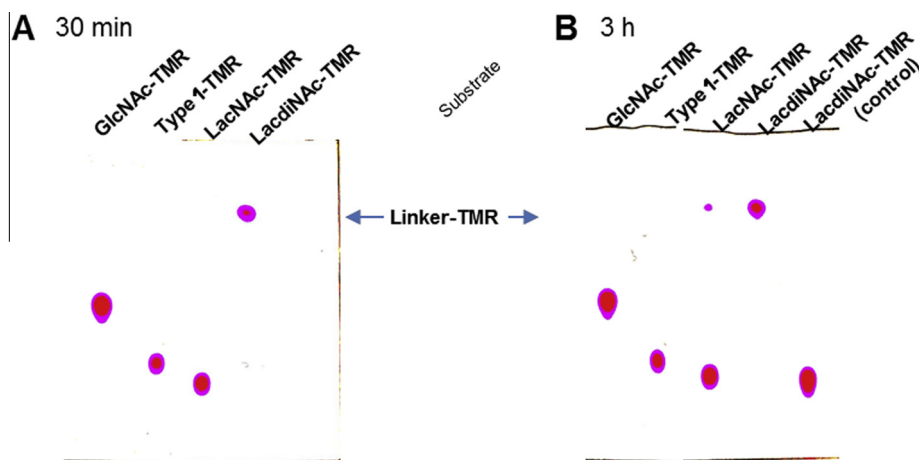 A 30 min
GlcNAc-TMR
Type 1-TMR
LacNAc-TMR
LacdiNAc-TMR
Substrate
B 3 h
GlcNAc-TMR
Type 1-TMR
LacNAc-TMR
LacdiNAc-TMR
LacdiNAc-TMR
(control)
Linker-TMR